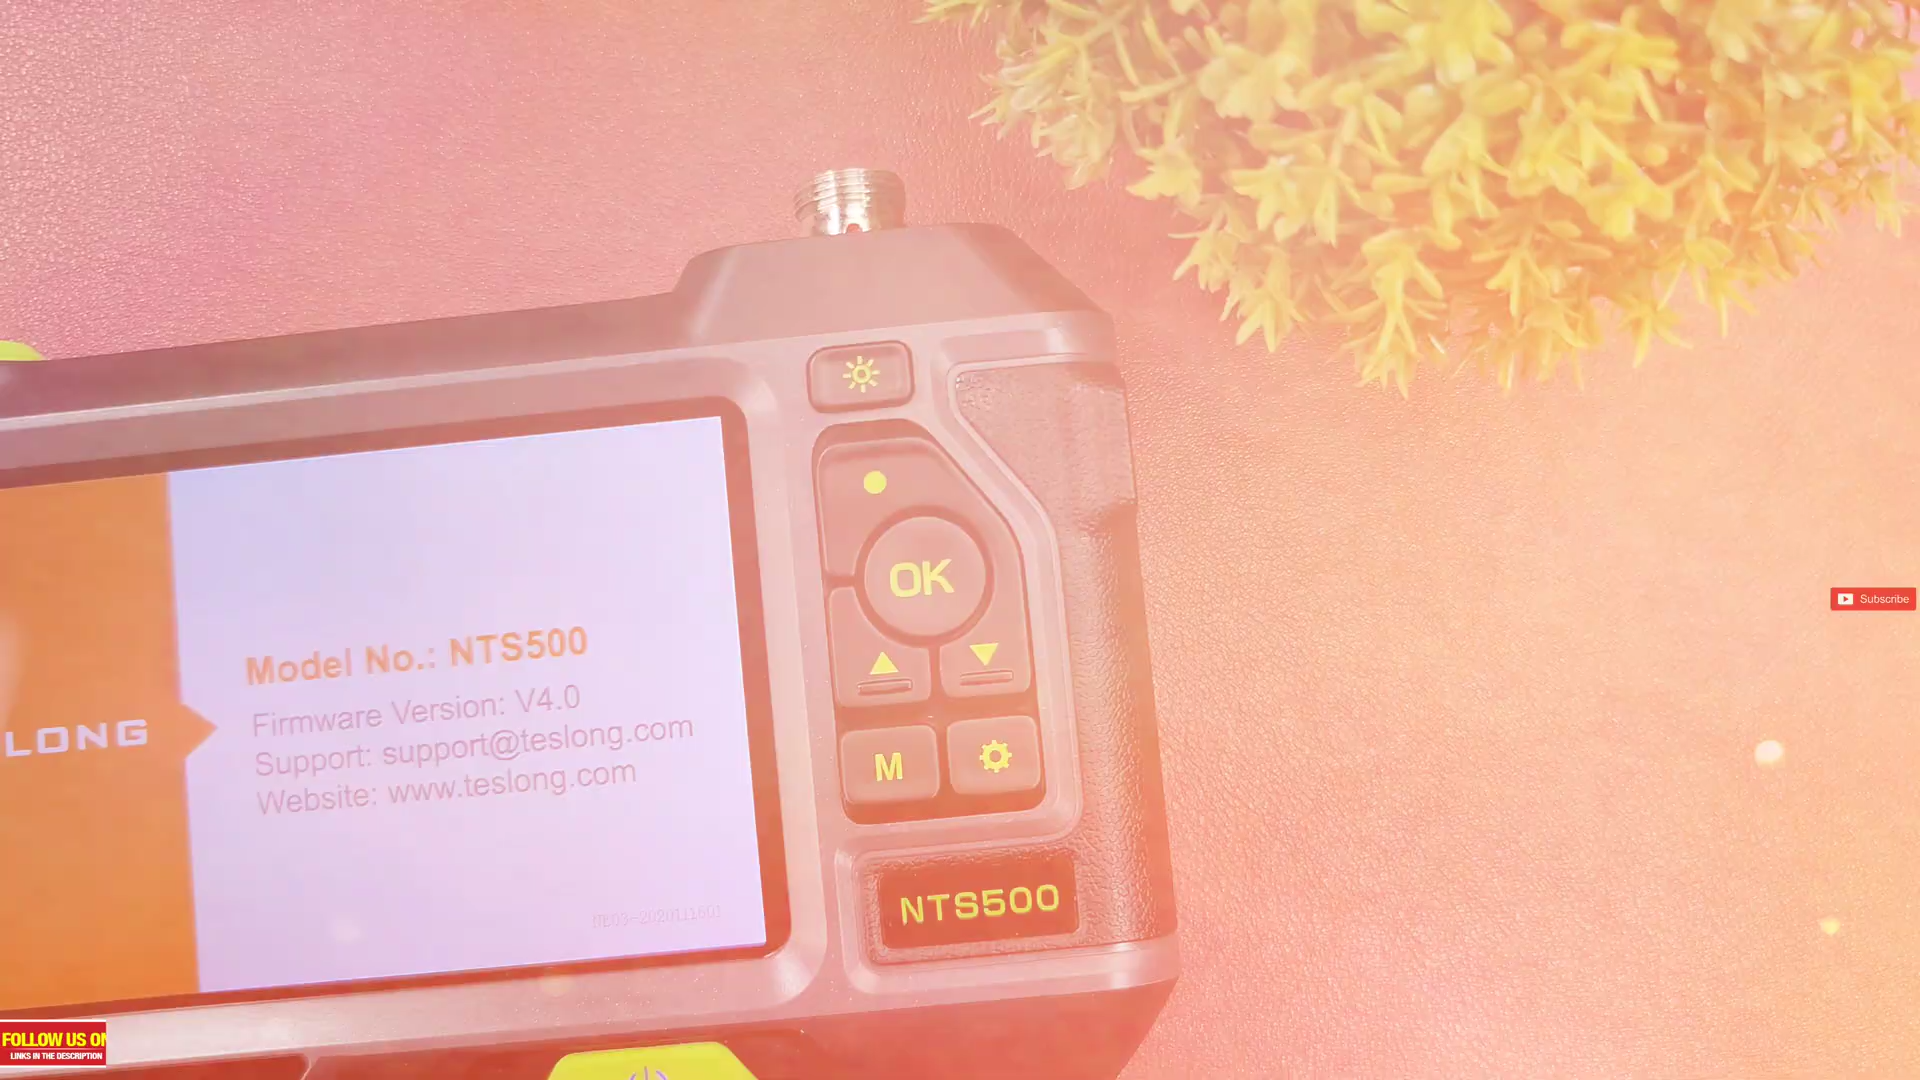 OK
Model No.: NTS500
Firmware Version: V4.0
LONG
Support: support@teslong.com
Website: www.teslong.com
M
NTS500
Subscribe
FOLLOW US ON
LINKS IN THE DESCRIPTION